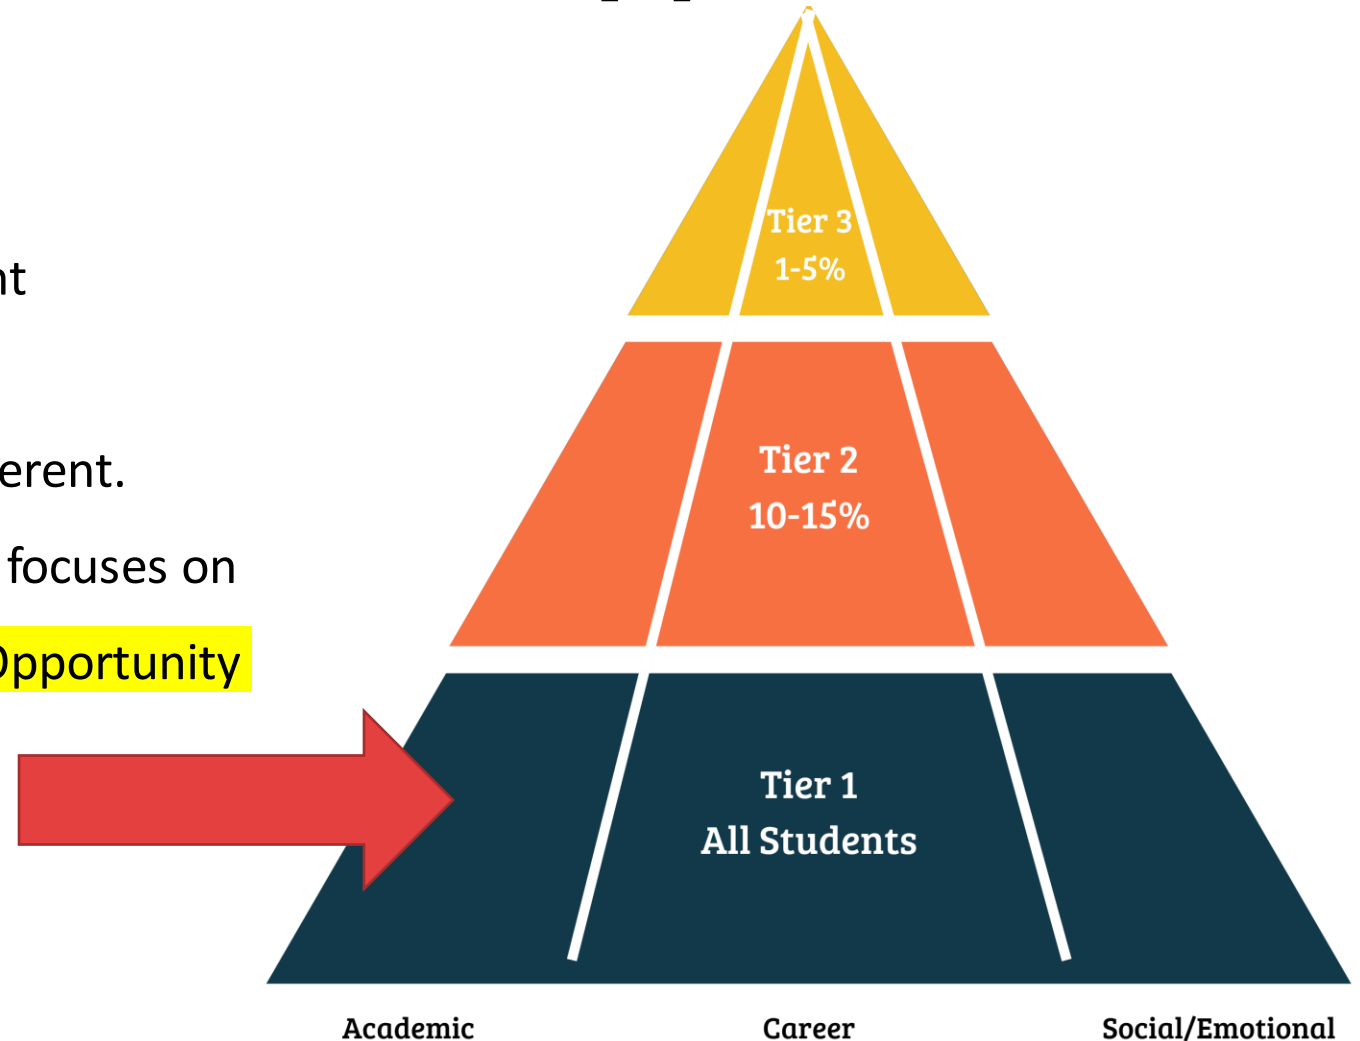 nt
erent.
focuses on
Opportunity
Tier 3
1-5%
Tier 2
10-15%
Tier 1
All Students
Academic Career Social/Emotional